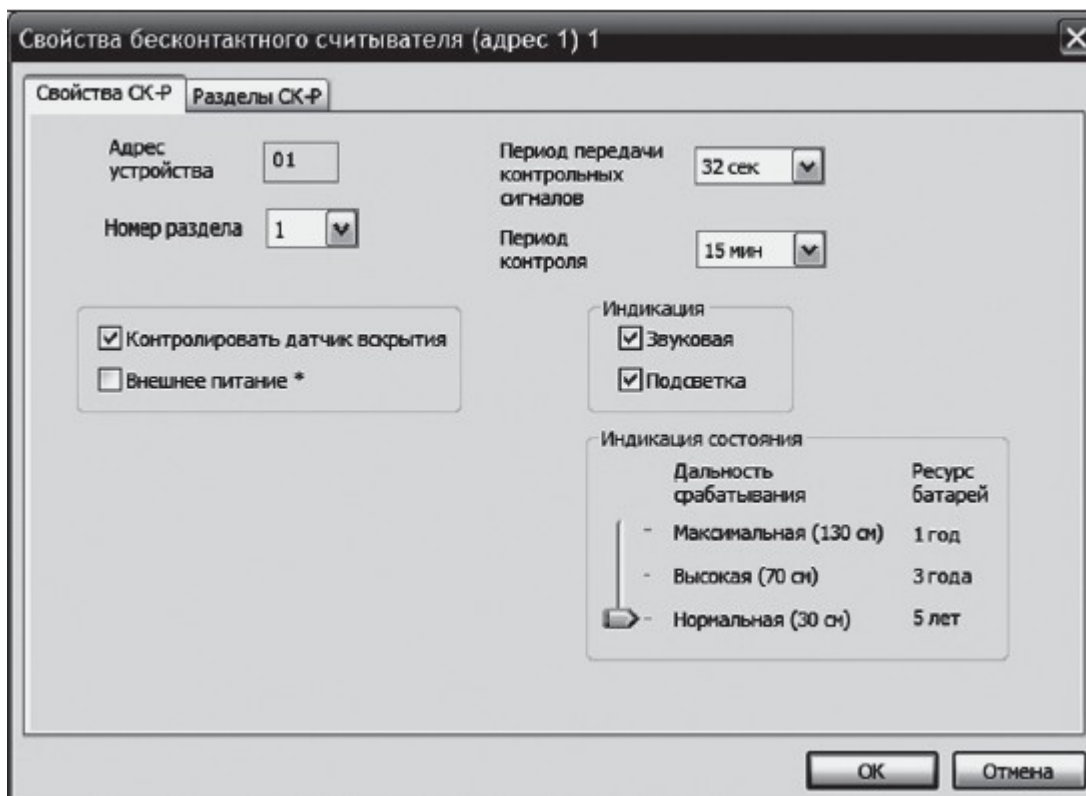 Свойства бесконтактного считывателя (адрес 1) 1
Свойства СК-Р
Разделы СК-Р
Адрес
устройства
01
Номер раздела
1
Период передачи
контрольных
сигналов
32 сек
Период
контроля
15 мин
Контролировать датчик вскрытия
Внешнее питание *
Индикация
Звуковая
Подсветка
Индикация состояния
Дальность
срабатывания
Ресурс
батарей
Максимальная (130 см) 1 год
Высокая (70 см) 3 года
Нормальная (30 см) 5 лет
OK
Отмена